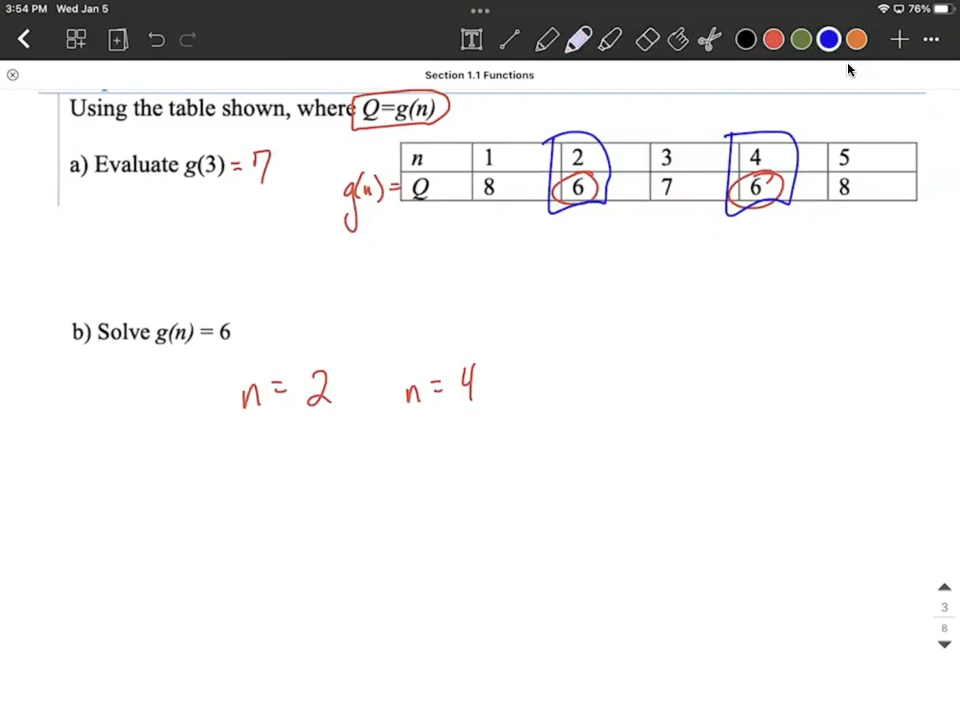 3:54 PM Wed Jan 5 76%
T
Section 1.1 Functions
Using the table shown, where Q=g(n)
a) Evaluate g(3) = 7
n 1 2 3 4 5
g(n) = Q 8 6 7 6 8
b) Solve g(n) = 6
n = 2 n = 4
3
8